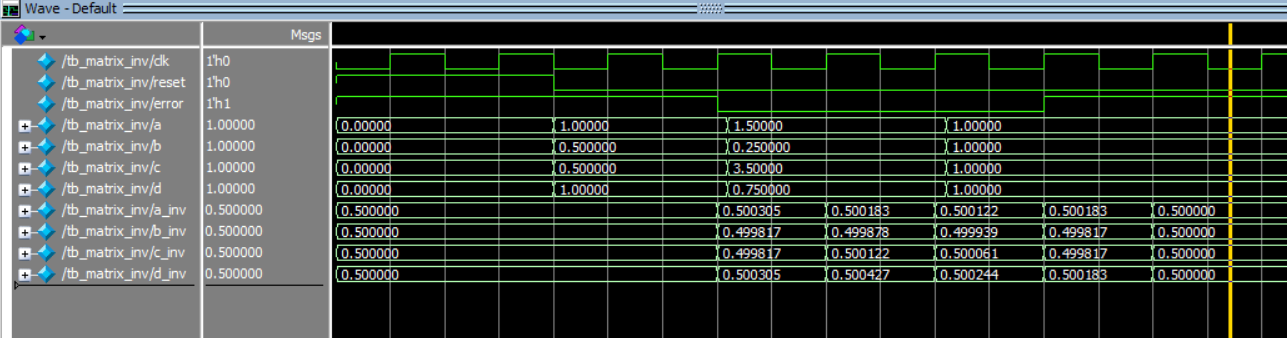 Wave - Default
Msgs
/tb_matrix_inv/clk 1'h0
/tb_matrix_inv/reset 1'h0
/tb_matrix_inv/error 1'h1
/tb_matrix_inv/a 1.00000 0.00000 1.00000 1.50000 1.00000
/tb_matrix_inv/b 1.00000 0.00000 0.500000 0.250000 1.00000
/tb_matrix_inv/c 1.00000 0.00000 0.500000 3.50000 1.00000
/tb_matrix_inv/d 1.00000 0.00000 1.00000 0.750000 1.00000
/tb_matrix_inv/a_inv 0.500000 0.500000 0.500305 0.500183 0.500122 0.500183 0.500000
/tb_matrix_inv/b_inv 0.500000 0.500000 0.499817 0.499878 0.499939 0.499817 0.500000
/tb_matrix_inv/c_inv 0.500000 0.500000 0.499817 0.500122 0.500061 0.499817 0.500000
/tb_matrix_inv/d_inv 0.500000 0.500000 0.500305 0.500427 0.500244 0.500183 0.500000